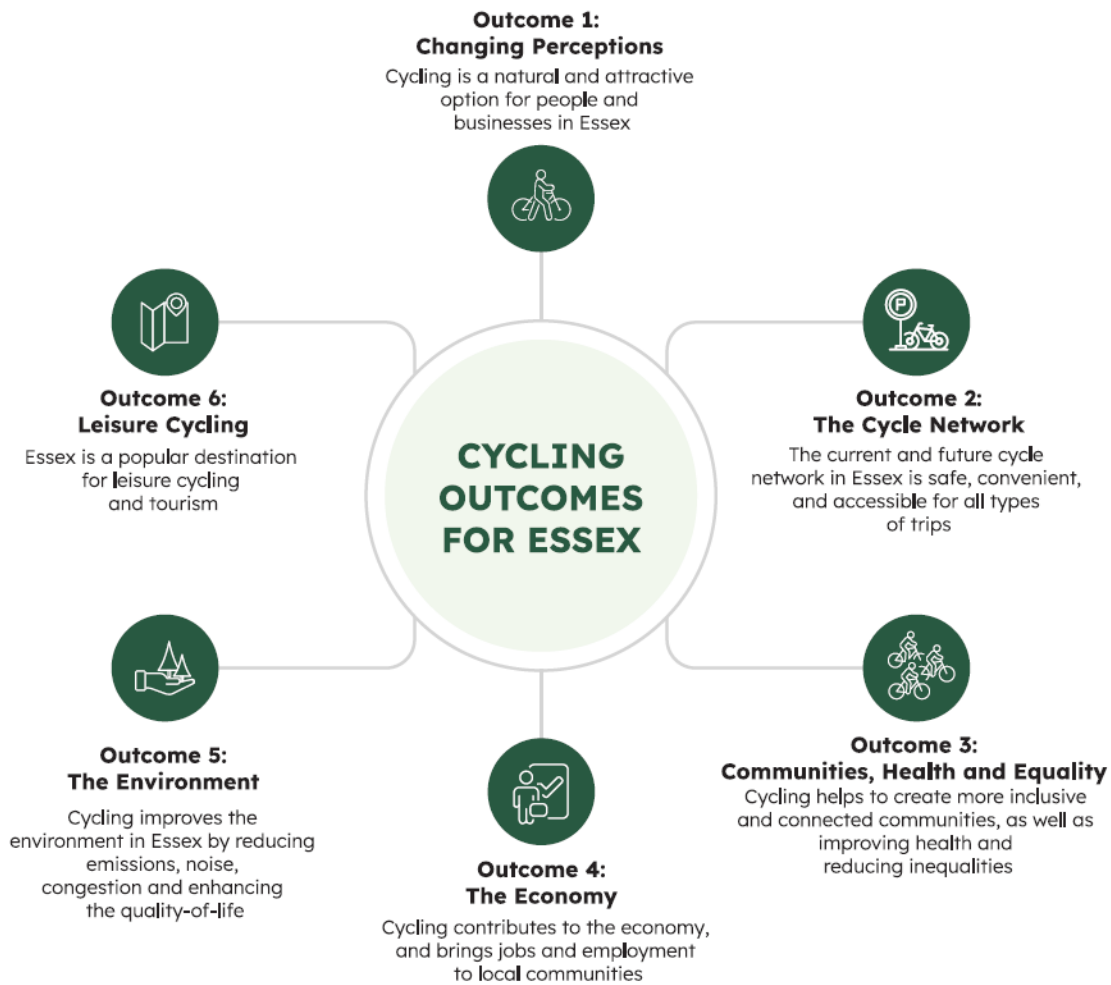 Outcome 1:
Changing Perceptions
Cycling is a natural and attractive
option for people and
businesses in Essex
P
Outcome 6:
Leisure Cycling
Essex is a popular destination
for leisure cycling
and tourism
CYCLING
OUTCOMES
FOR ESSEX
Outcome 2:
The Cycle Network
The current and future cycle
network in Essex is safe, convenient,
and accessible for all types
of trips
Outcome 5:
The Environment
Cycling improves the
environment in Essex by reducing
emissions, noise,
congestion and enhancing
the quality-of-life
Outcome 4:
The Economy
Cycling contributes to the economy,
and brings jobs and employment
to local communities
Outcome 3:
Communities, Health and Equality
Cycling helps to create more inclusive
and connected communities, as well as
improving health and
reducing inequalities